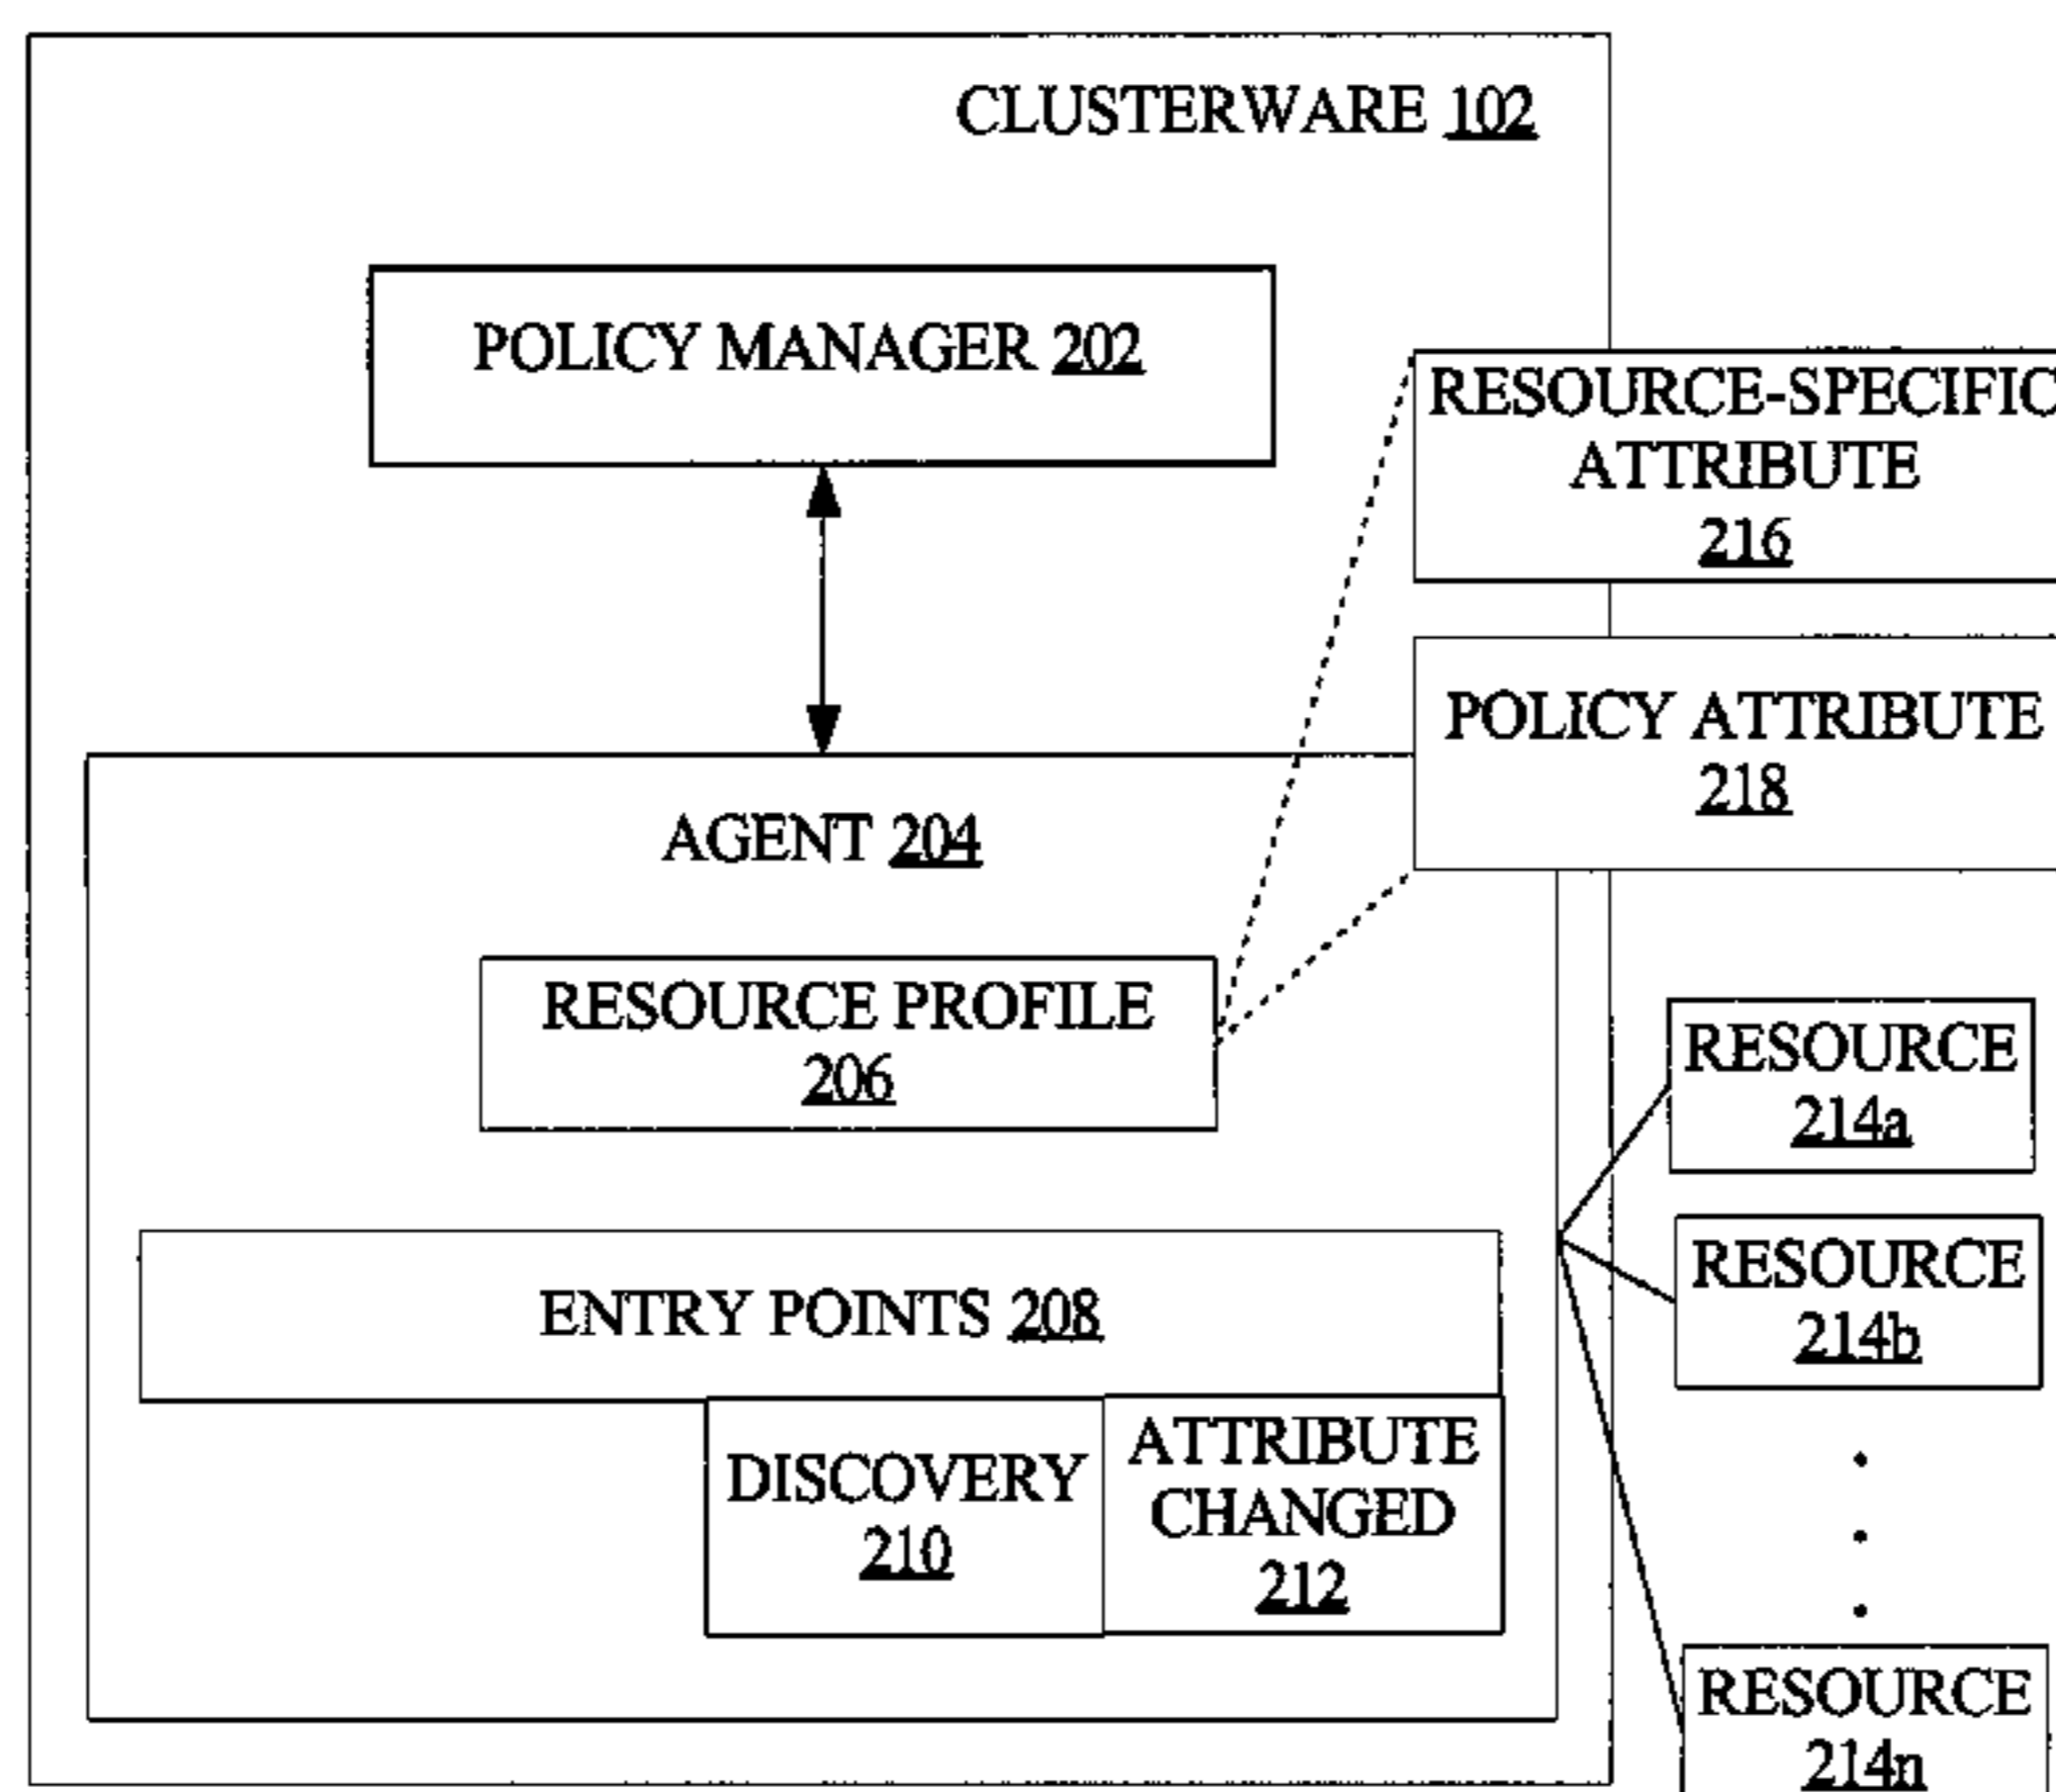 CLUSTERWARE 102
POLICY MANAGER 202
RESOURCE-SPECIFIC
ATTRIBUTE
216
POLICY ATTRIBUTE
218
AGENT 204
RESOURCE PROFILE
206
RESOURCE
214a
RESOURCE
214b
ENTRY POINTS 208
DISCOVERY
210
ATTRIBUTE
CHANGED
212
RESOURCE
214n